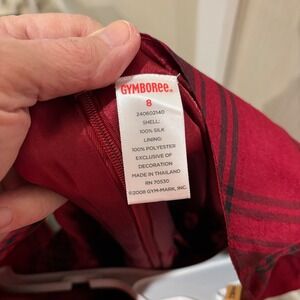 GYMBOREE®
8
240602140
SHELL:
100% SILK
LINING:
100% POLYESTER
EXCLUSIVE OF
DECORATION
MADE IN THAILAND
RN 70530
©2008 GYM-MARK, INC.